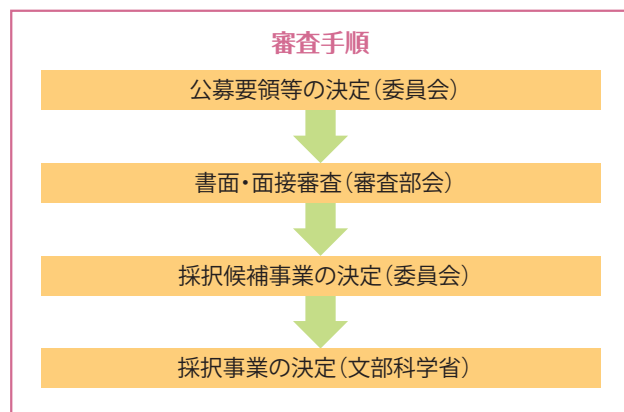 審査手順
公募要領等の決定(委員会)
書面・面接審査(審査部会)
採択候補事業の決定(委員会)
採択事業の決定(文部科学省)